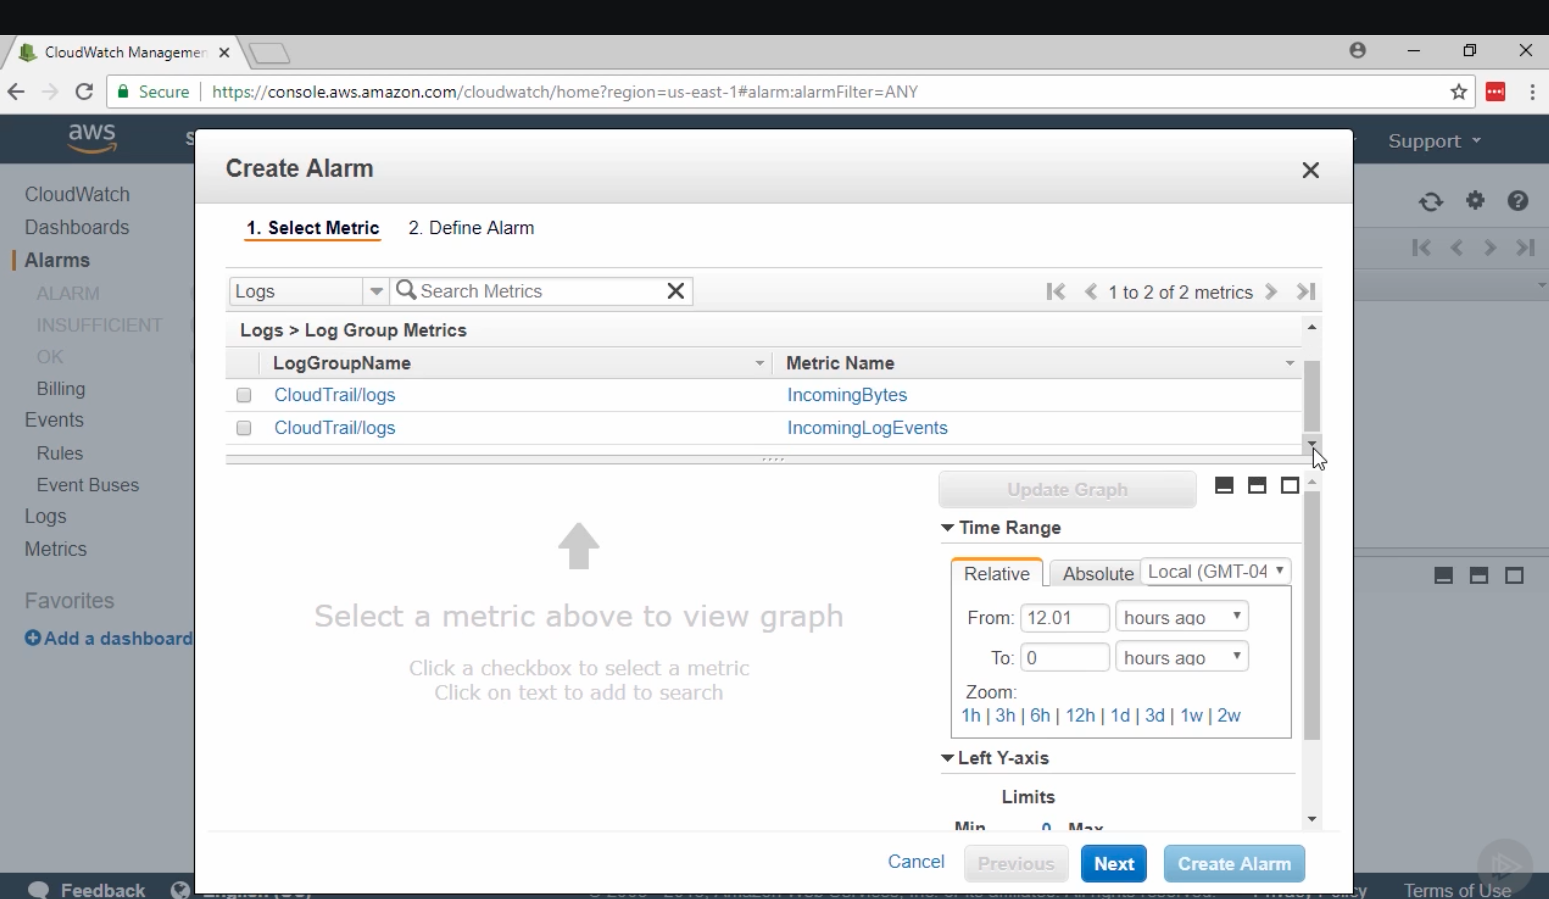 CloudWatch Managemen
Secure https://console.aws.amazon.com/cloudwatch/home?region=us-east-1#alarm:alarmFilter=ANY
aws
S
Support
Create Alarm
CloudWatch
Dashboards
Alarms
ALARM
INSUFFICIENT
OK
Billing
Events
Rules
Event Buses
Logs
Metrics
Favorites
Add a dashboard
1. Select Metric 2. Define Alarm
Logs Search Metrics 1 to 2 of 2 metrics
Logs > Log Group Metrics
LogGroupName Metric Name
CloudTrail/logs IncomingBytes
CloudTrail/logs IncomingLogEvents
Update Graph
Time Range
Relative Absolute Local (GMT-04
From: 12.01 hours ago
To: 0 hours ago
Zoom:
1h | 3h | 6h | 12h | 1d | 3d | 1w | 2w
Left Y-axis
Limits
Min 0 Max
Select a metric above to view graph
Click a checkbox to select a metric
Click on text to add to search
Cancel Previous Next Create Alarm
Feedback English (US) Privacy Policy Terms of Use